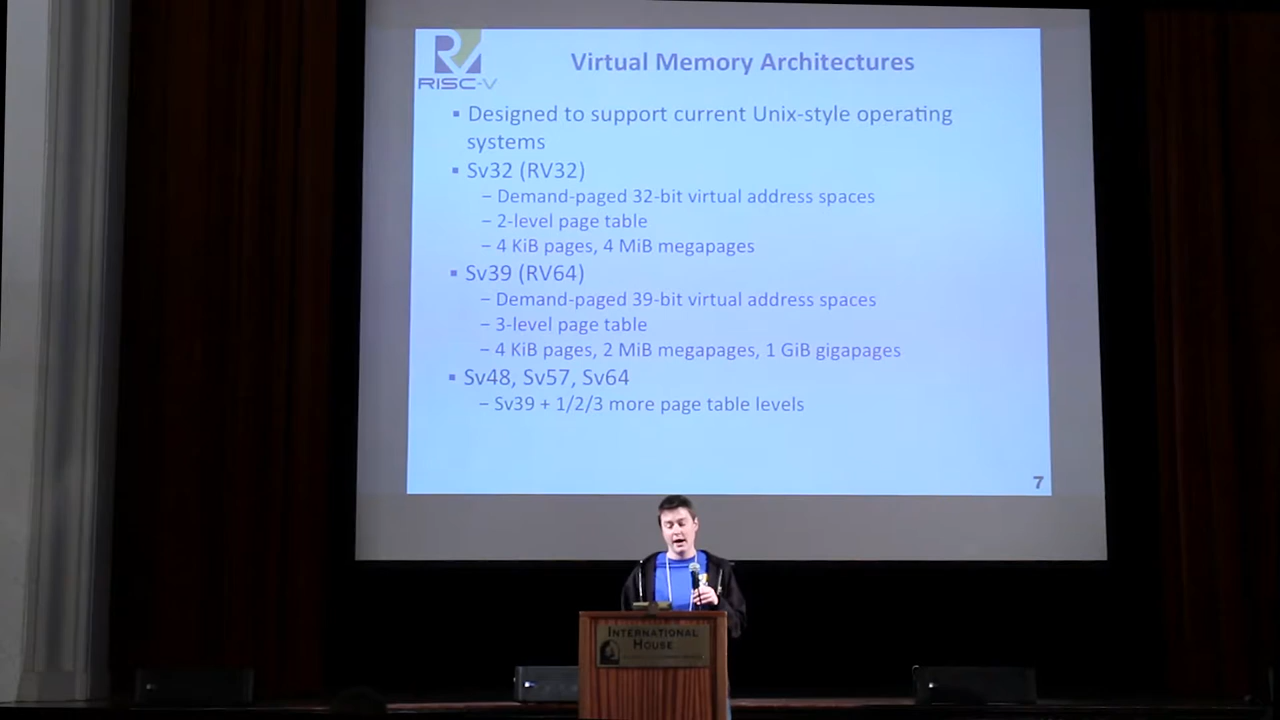 RISC-V
Virtual Memory Architectures
▪ Designed to support current Unix-style operating
systems
▪ Sv32 (RV32)
– Demand-paged 32-bit virtual address spaces
– 2-level page table
– 4 KiB pages, 4 MiB megapages
▪ Sv39 (RV64)
– Demand-paged 39-bit virtual address spaces
– 3-level page table
– 4 KiB pages, 2 MiB megapages, 1 GiB gigapages
▪ Sv48, Sv57, Sv64
– Sv39 + 1/2/3 more page table levels
7
INTERNATIONAL
HOUSE